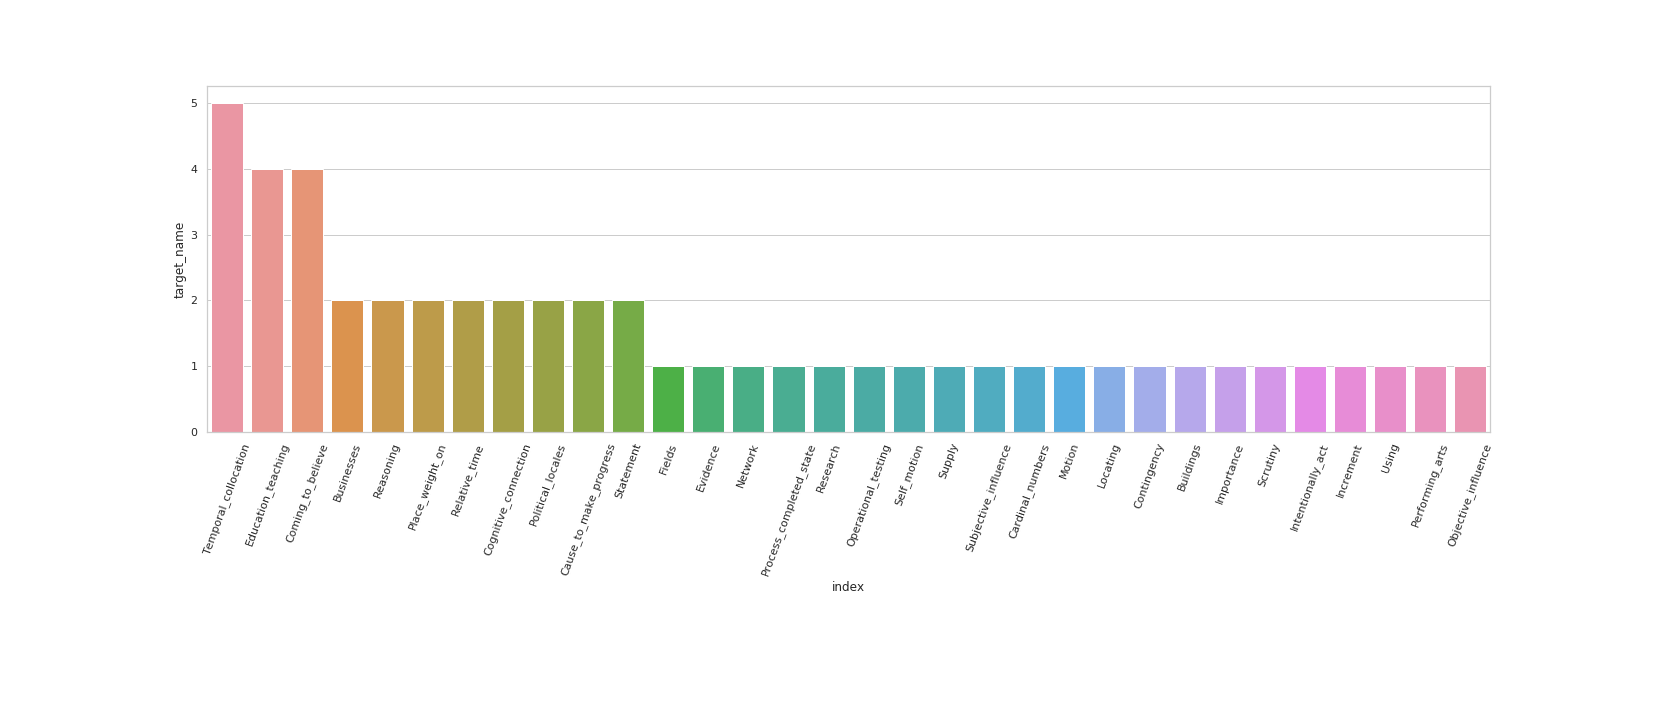 target_name
5
4
3
2
1
0
Temporal_collocation
Education_teaching
Coming_to_believe
Businesses
Reasoning
Place_weight_on
Relative_time
Cognitive_connection
Political_locales
Cause_to_make_progress
Statement
Fields
Evidence
Network
Process_completed_state
Research
Operational_testing
Self_motion
Supply
Subjective_influence
Cardinal_numbers
Motion
Locating
Contingency
Buildings
Importance
Scrutiny
Intentionally_act
Increment
Using
Performing_arts
Objective_influence
index